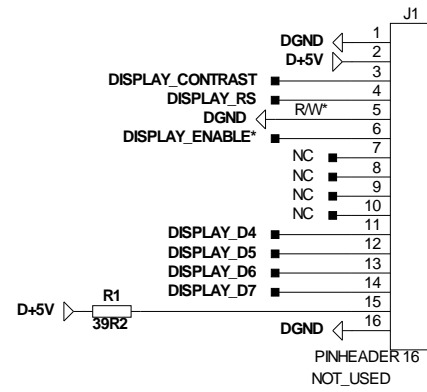 J1
DGND 1
D+5V 2
DISPLAY_CONTRAST 3
DISPLAY_RS 4
DGND R/W* 5
DISPLAY_ENABLE* 6
NC 7
NC 8
NC 9
NC 10
DISPLAY_D4 11
DISPLAY_D5 12
DISPLAY_D6 13
DISPLAY_D7 14
R1
D+5V 15
39R2
DGND 16
PINHEADER 16
NOT_USED